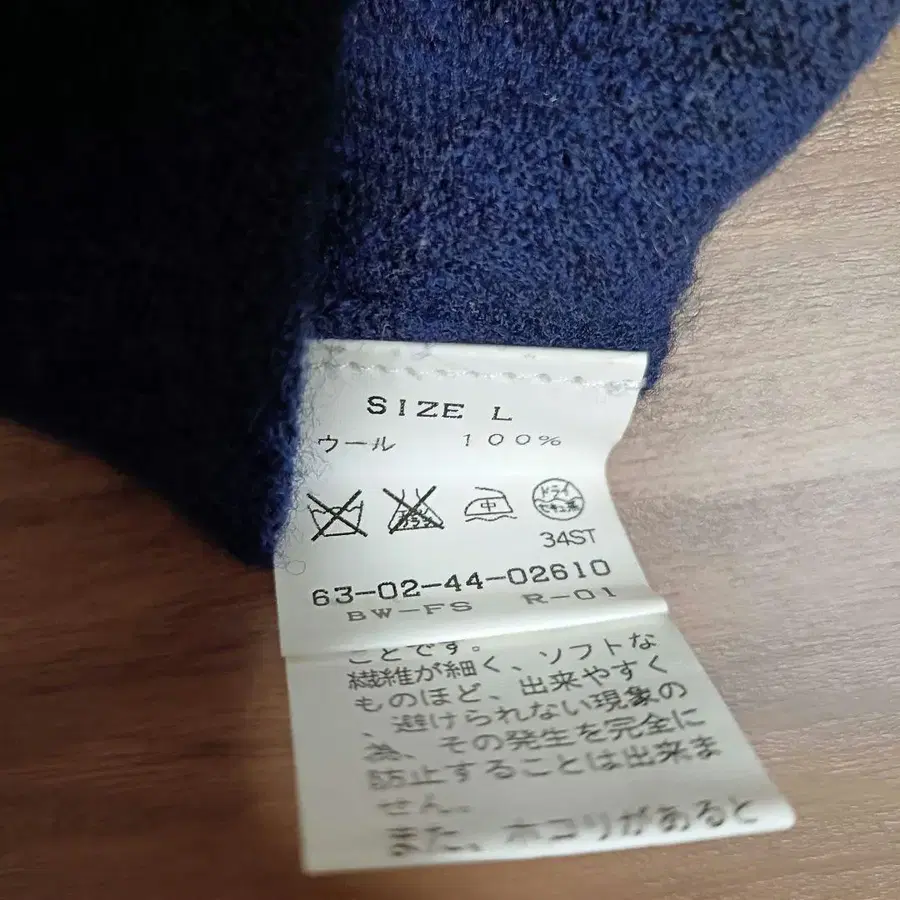 SIZE L
ウール 100%
中
ドライ
セキユ系
34ST
63-02-44-02610
BW-FS R-01
ことです。
繊維が細く、ソフトな
ものほど、出来やすく
、避けられない現象の
為、その発生を完全に
防止することは出来ま
せん。
また、ホコリがあると